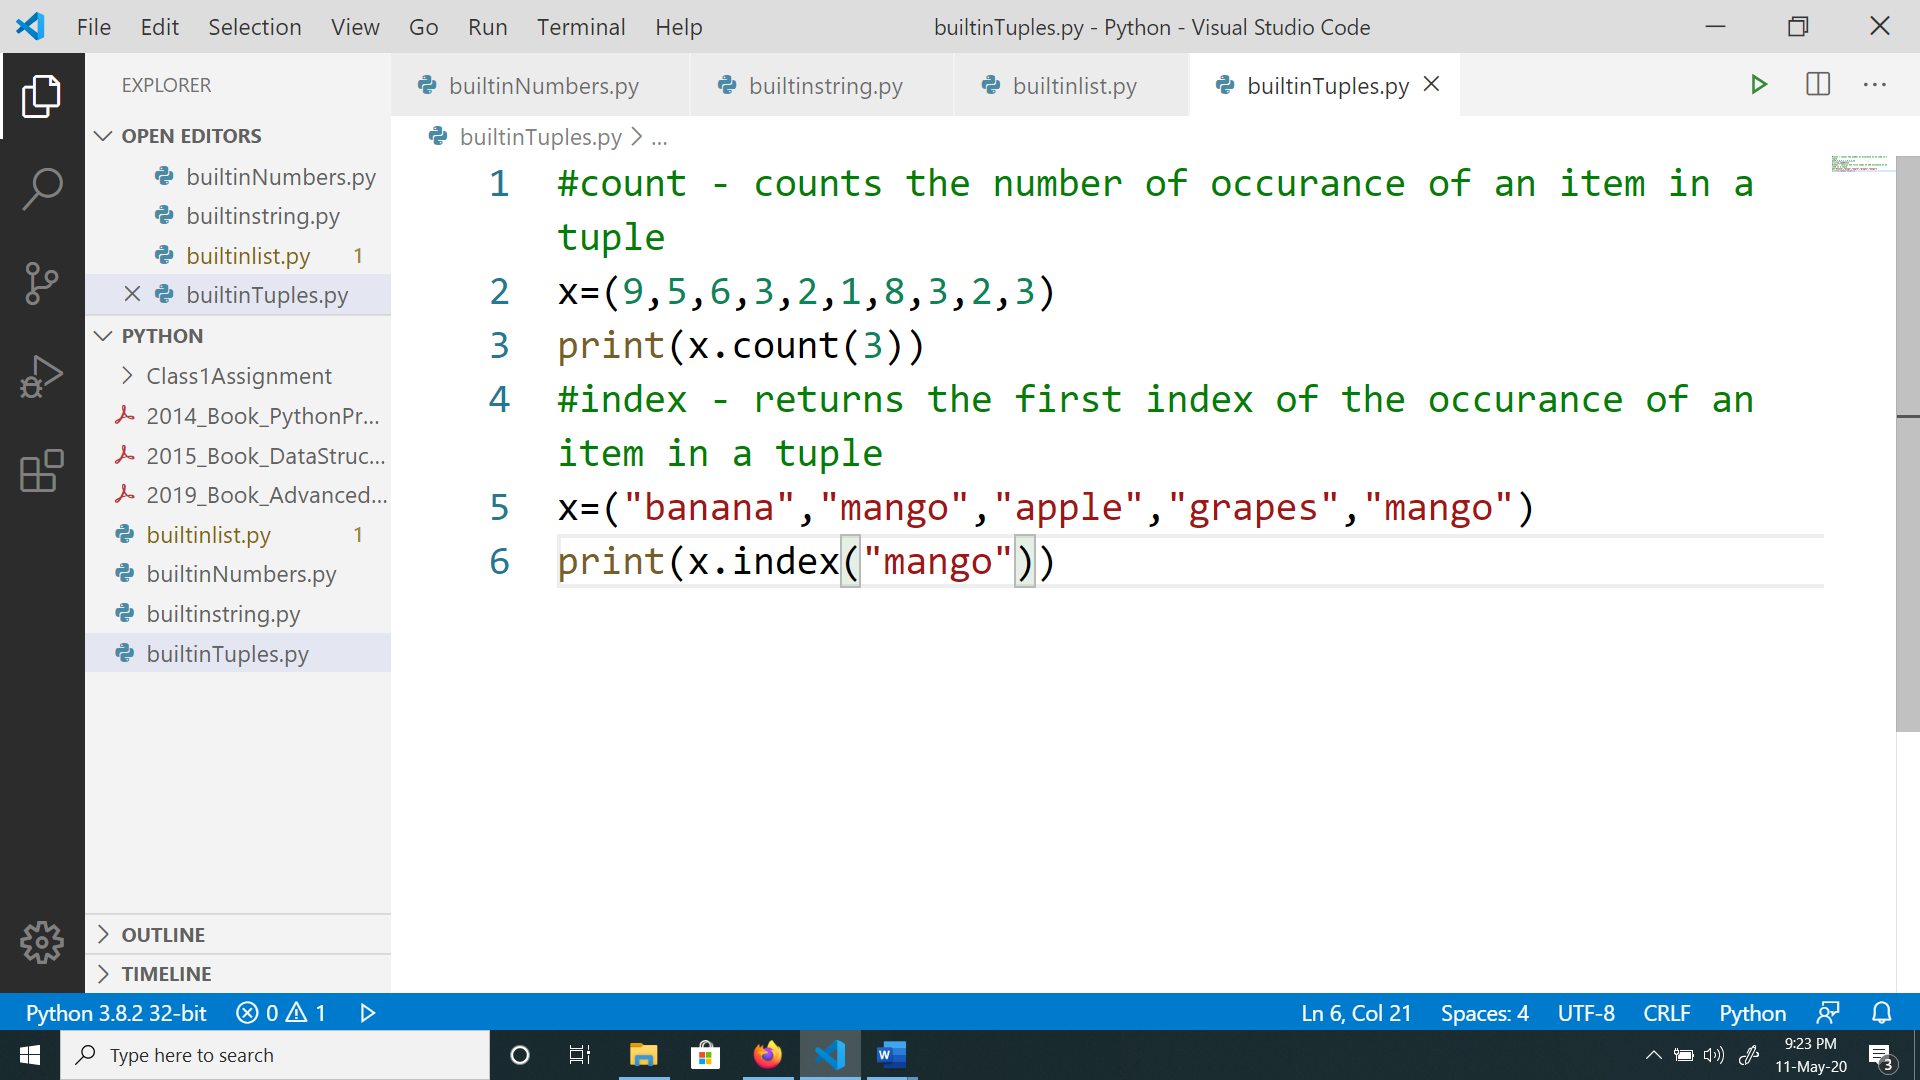 File Edit Selection View Go Run Terminal Help
builtinTuples.py - Python - Visual Studio Code
EXPLORER
OPEN EDITORS
builtinNumbers.py
builtinstring.py
builtinlist.py 1
builtinTuples.py
PYTHON
Class1Assignment
2014_Book_PythonPr...
2015_Book_DataStruc...
2019_Book_Advanced...
builtinlist.py 1
builtinNumbers.py
builtinstring.py
builtinTuples.py
OUTLINE
TIMELINE
builtinNumbers.py builtinstring.py builtinlist.py builtinTuples.py
builtinTuples.py > ...
1 #count - counts the number of occurance of an item in a
tuple
2 x=(9,5,6,3,2,1,8,3,2,3)
3 print(x.count(3))
4 #index - returns the first index of the occurance of an
item in a tuple
5 x=("banana","mango","apple","grapes","mango")
6 print(x.index("mango"))
Python 3.8.2 32-bit 0 1 Ln 6, Col 21 Spaces: 4 UTF-8 CRLF Python
Type here to search
9:23 PM
11-May-20
3